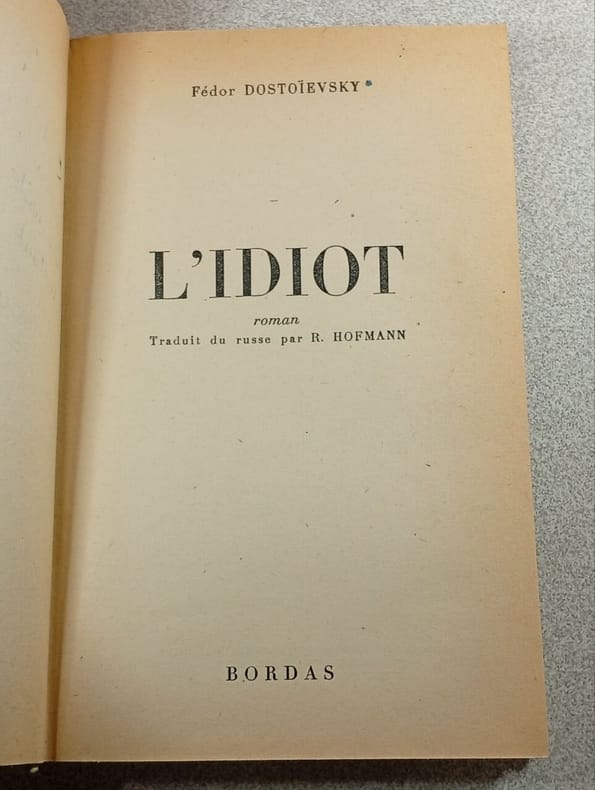 Fédor DOSTOÏEVSKY
L'IDIOT
roman
Traduit du russe par R. HOFMANN
BORDAS